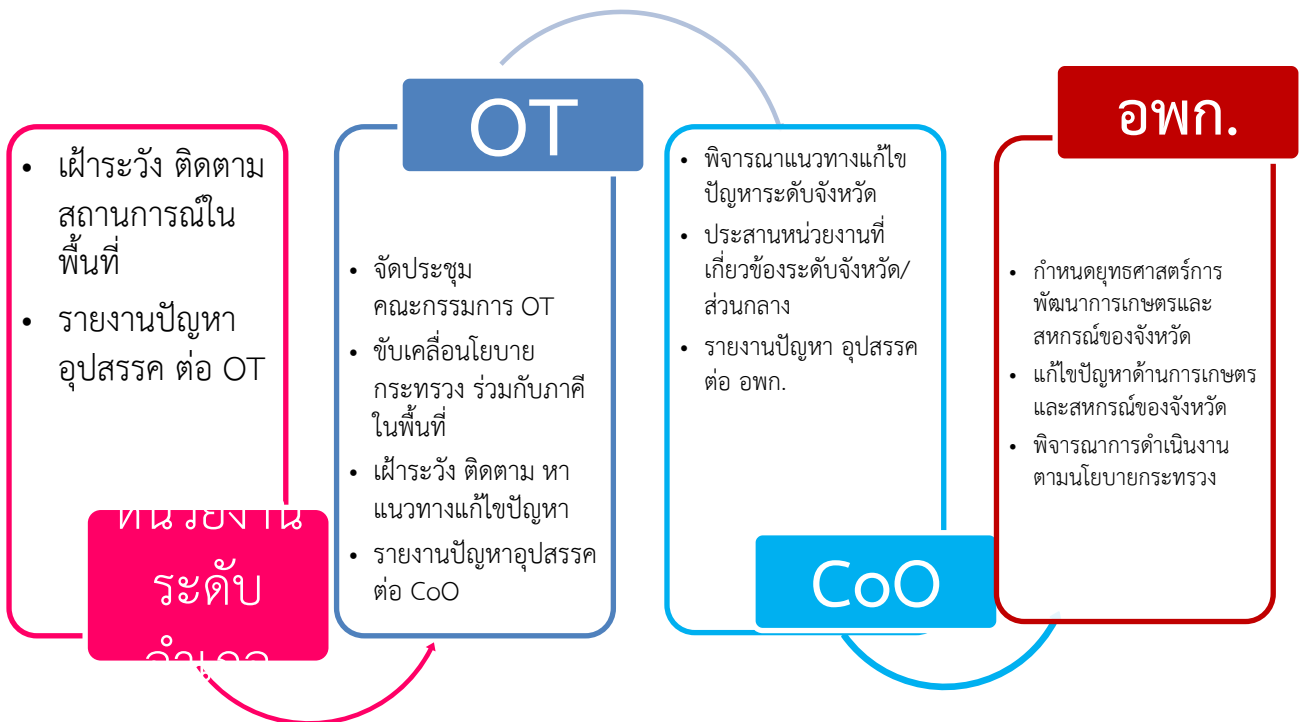 • เฝ้าระวัง ติดตาม
สถานการณ์ใน
พื้นที่
• รายงานปัญหา
อุปสรรค ต่อ OT
หน่วยงาน
ระดับ
อำเภอ
OT
• จัดประชุม
คณะกรรมการ OT
• ขับเคลื่อนโยบาย
กระทรวง ร่วมกับภาคี
ในพื้นที่
• เฝ้าระวัง ติดตาม หา
แนวทางแก้ไขปัญหา
• รายงานปัญหาอุปสรรค
ต่อ CoO
• พิจารณาแนวทางแก้ไข
ปัญหาระดับจังหวัด
• ประสานหน่วยงานที่
เกี่ยวข้องระดับจังหวัด/
ส่วนกลาง
• รายงานปัญหา อุปสรรค
ต่อ อพก.
CoO
อพก.
• กำหนดยุทธศาสตร์การ
พัฒนาการเกษตรและ
สหกรณ์ของจังหวัด
• แก้ไขปัญหาด้านการเกษตร
และสหกรณ์ของจังหวัด
• พิจารณาการดำเนินงาน
ตามนโยบายกระทรวง